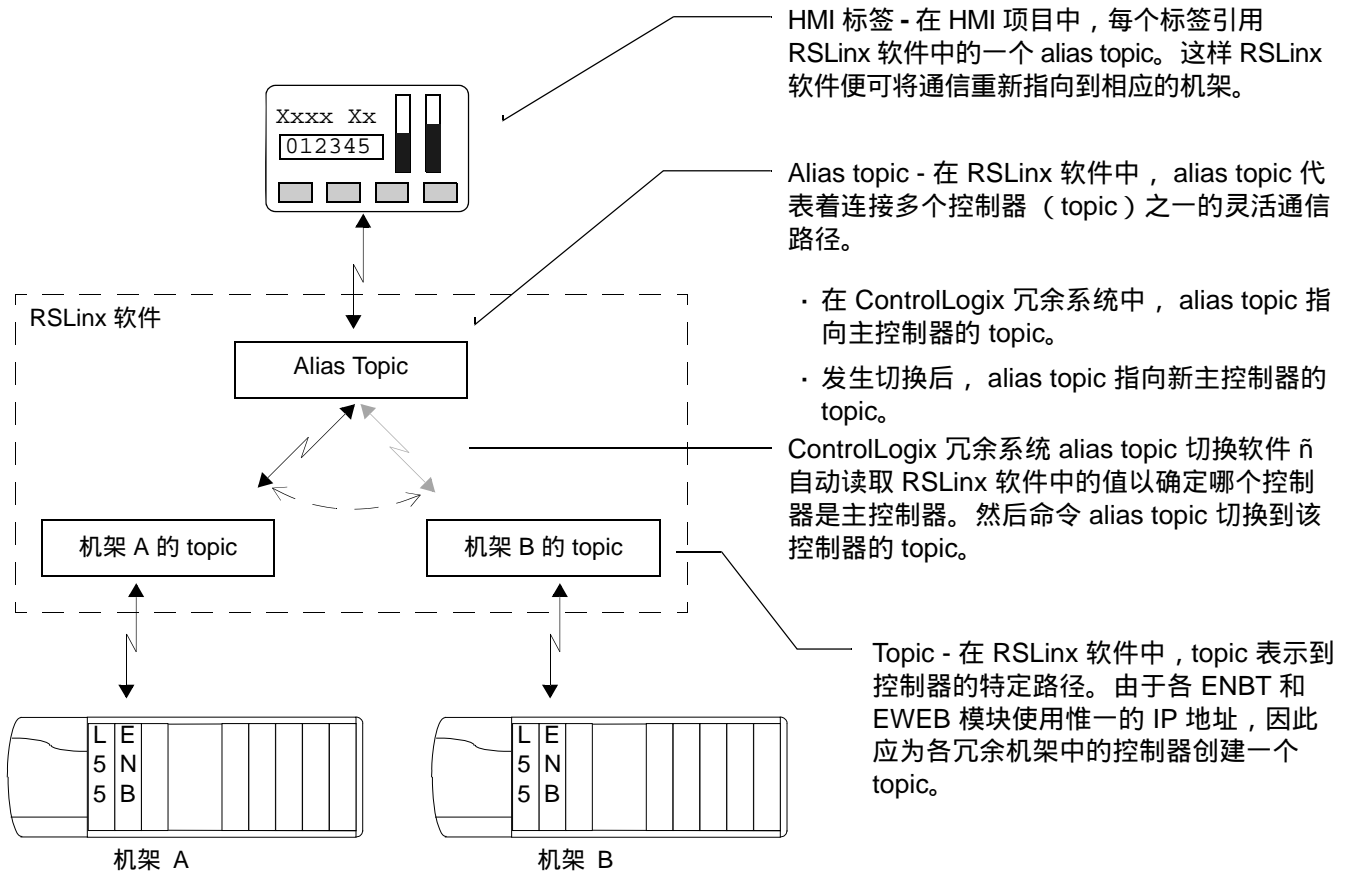 HMI 标签 - 在 HMI 项目中，每个标签引用
RSLinx 软件中的一个 alias topic。这样 RSLinx
软件便可将通信重新指向到相应的机架。
Xxxx Xx
012345
Alias topic - 在 RSLinx 软件中， alias topic 代
表着连接多个控制器 （topic）之一的灵活通信
路径。
· 在 ControlLogix 冗余系统中， alias topic 指
向主控制器的 topic。
· 发生切换后， alias topic 指向新主控制器的
topic。
RSLinx 软件
Alias Topic
ControlLogix 冗余系统 alias topic 切换软件 ñ
自动读取 RSLinx 软件中的值以确定哪个控制
器是主控制器。然后命令 alias topic 切换到该
控制器的 topic。
机架 A 的 topic
机架 B 的 topic
Topic - 在 RSLinx 软件中，topic 表示到
控制器的特定路径。由于各 ENBT 和
EWEB 模块使用惟一的 IP 地址，因此
应为各冗余机架中的控制器创建一个
topic。
L E
5 N
5 B
机架 A
L E
5 N
5 B
机架 B